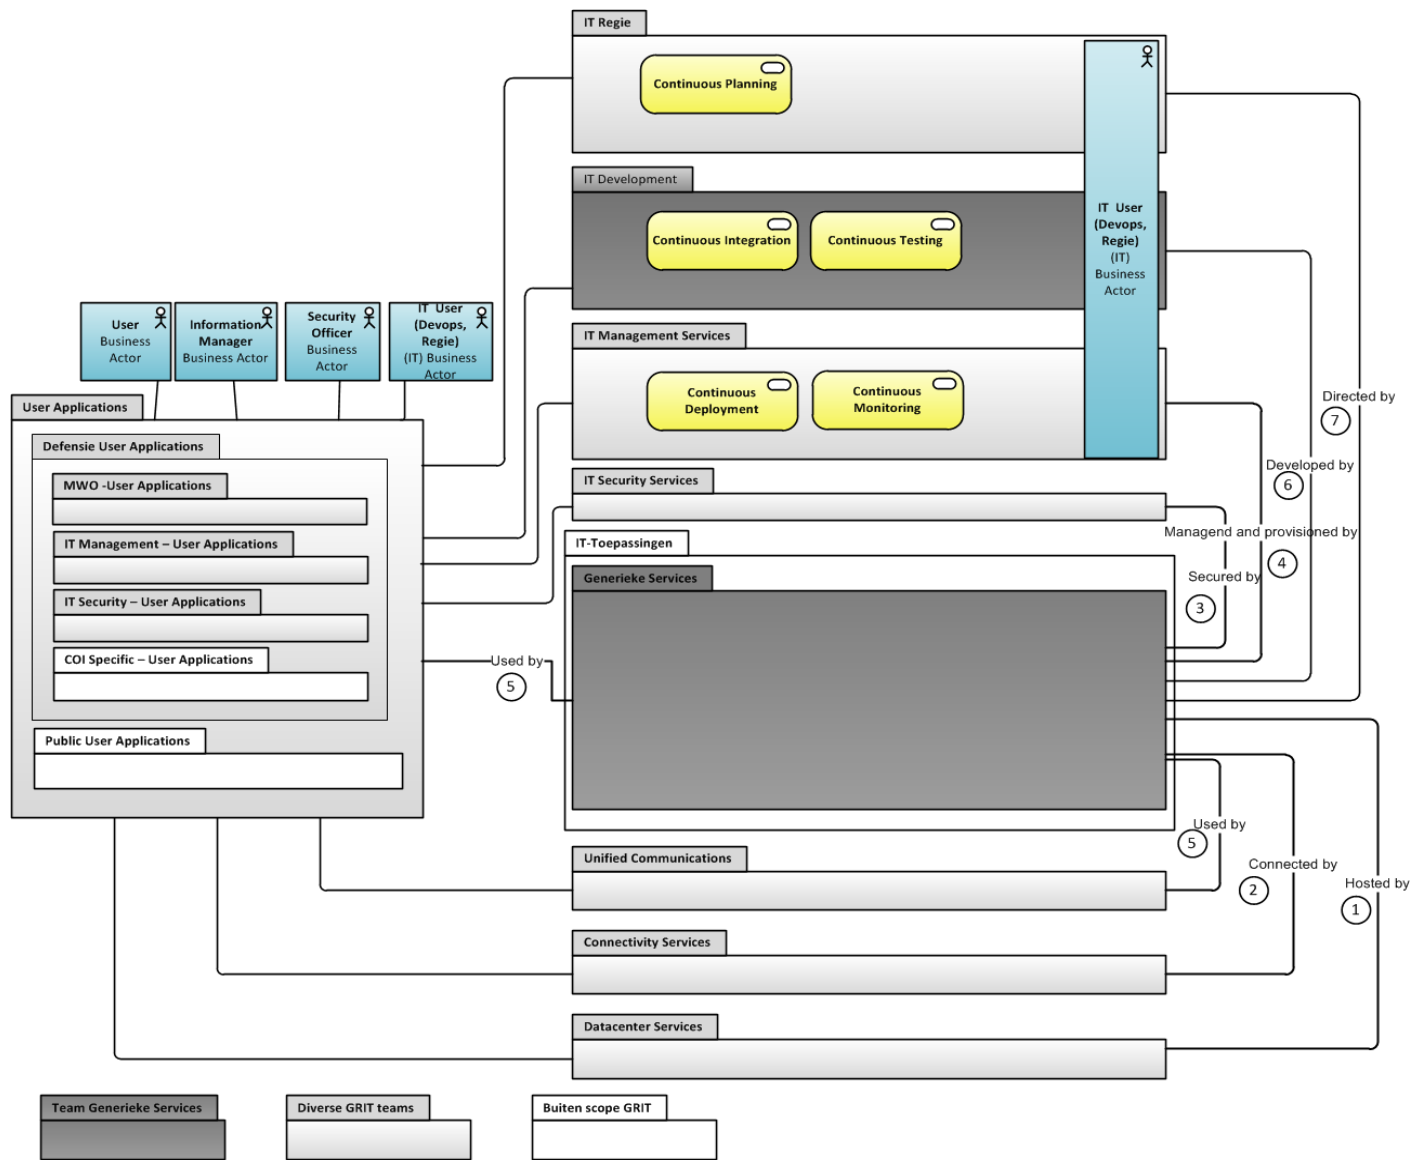 IT Regie
Continuous Planning
IT Development
Continuous Integration
Continuous Testing
IT User
(Devops,
Regie)
(IT)
Business
Actor
User
Business
Actor
Information
Manager
Business Actor
Security
Officer
Business
Actor
IT User
(Devops,
Regie)
(IT) Business
Actor
IT Management Services
Continuous
Deployment
Continuous
Monitoring
User Applications
Defensie User Applications
MWO -User Applications
IT Management – User Applications
IT Security – User Applications
COI Specific – User Applications
Public User Applications
IT Security Services
IT-Toepassingen
Generieke Services
Directed by
7
Developed by
6
Managend and provisioned by
4
Secured by
3
Used by
5
Used by
5
Connected by
2
Hosted by
1
Unified Communications
Connectivity Services
Datacenter Services
Team Generieke Services
Diverse GRIT teams
Buiten scope GRIT